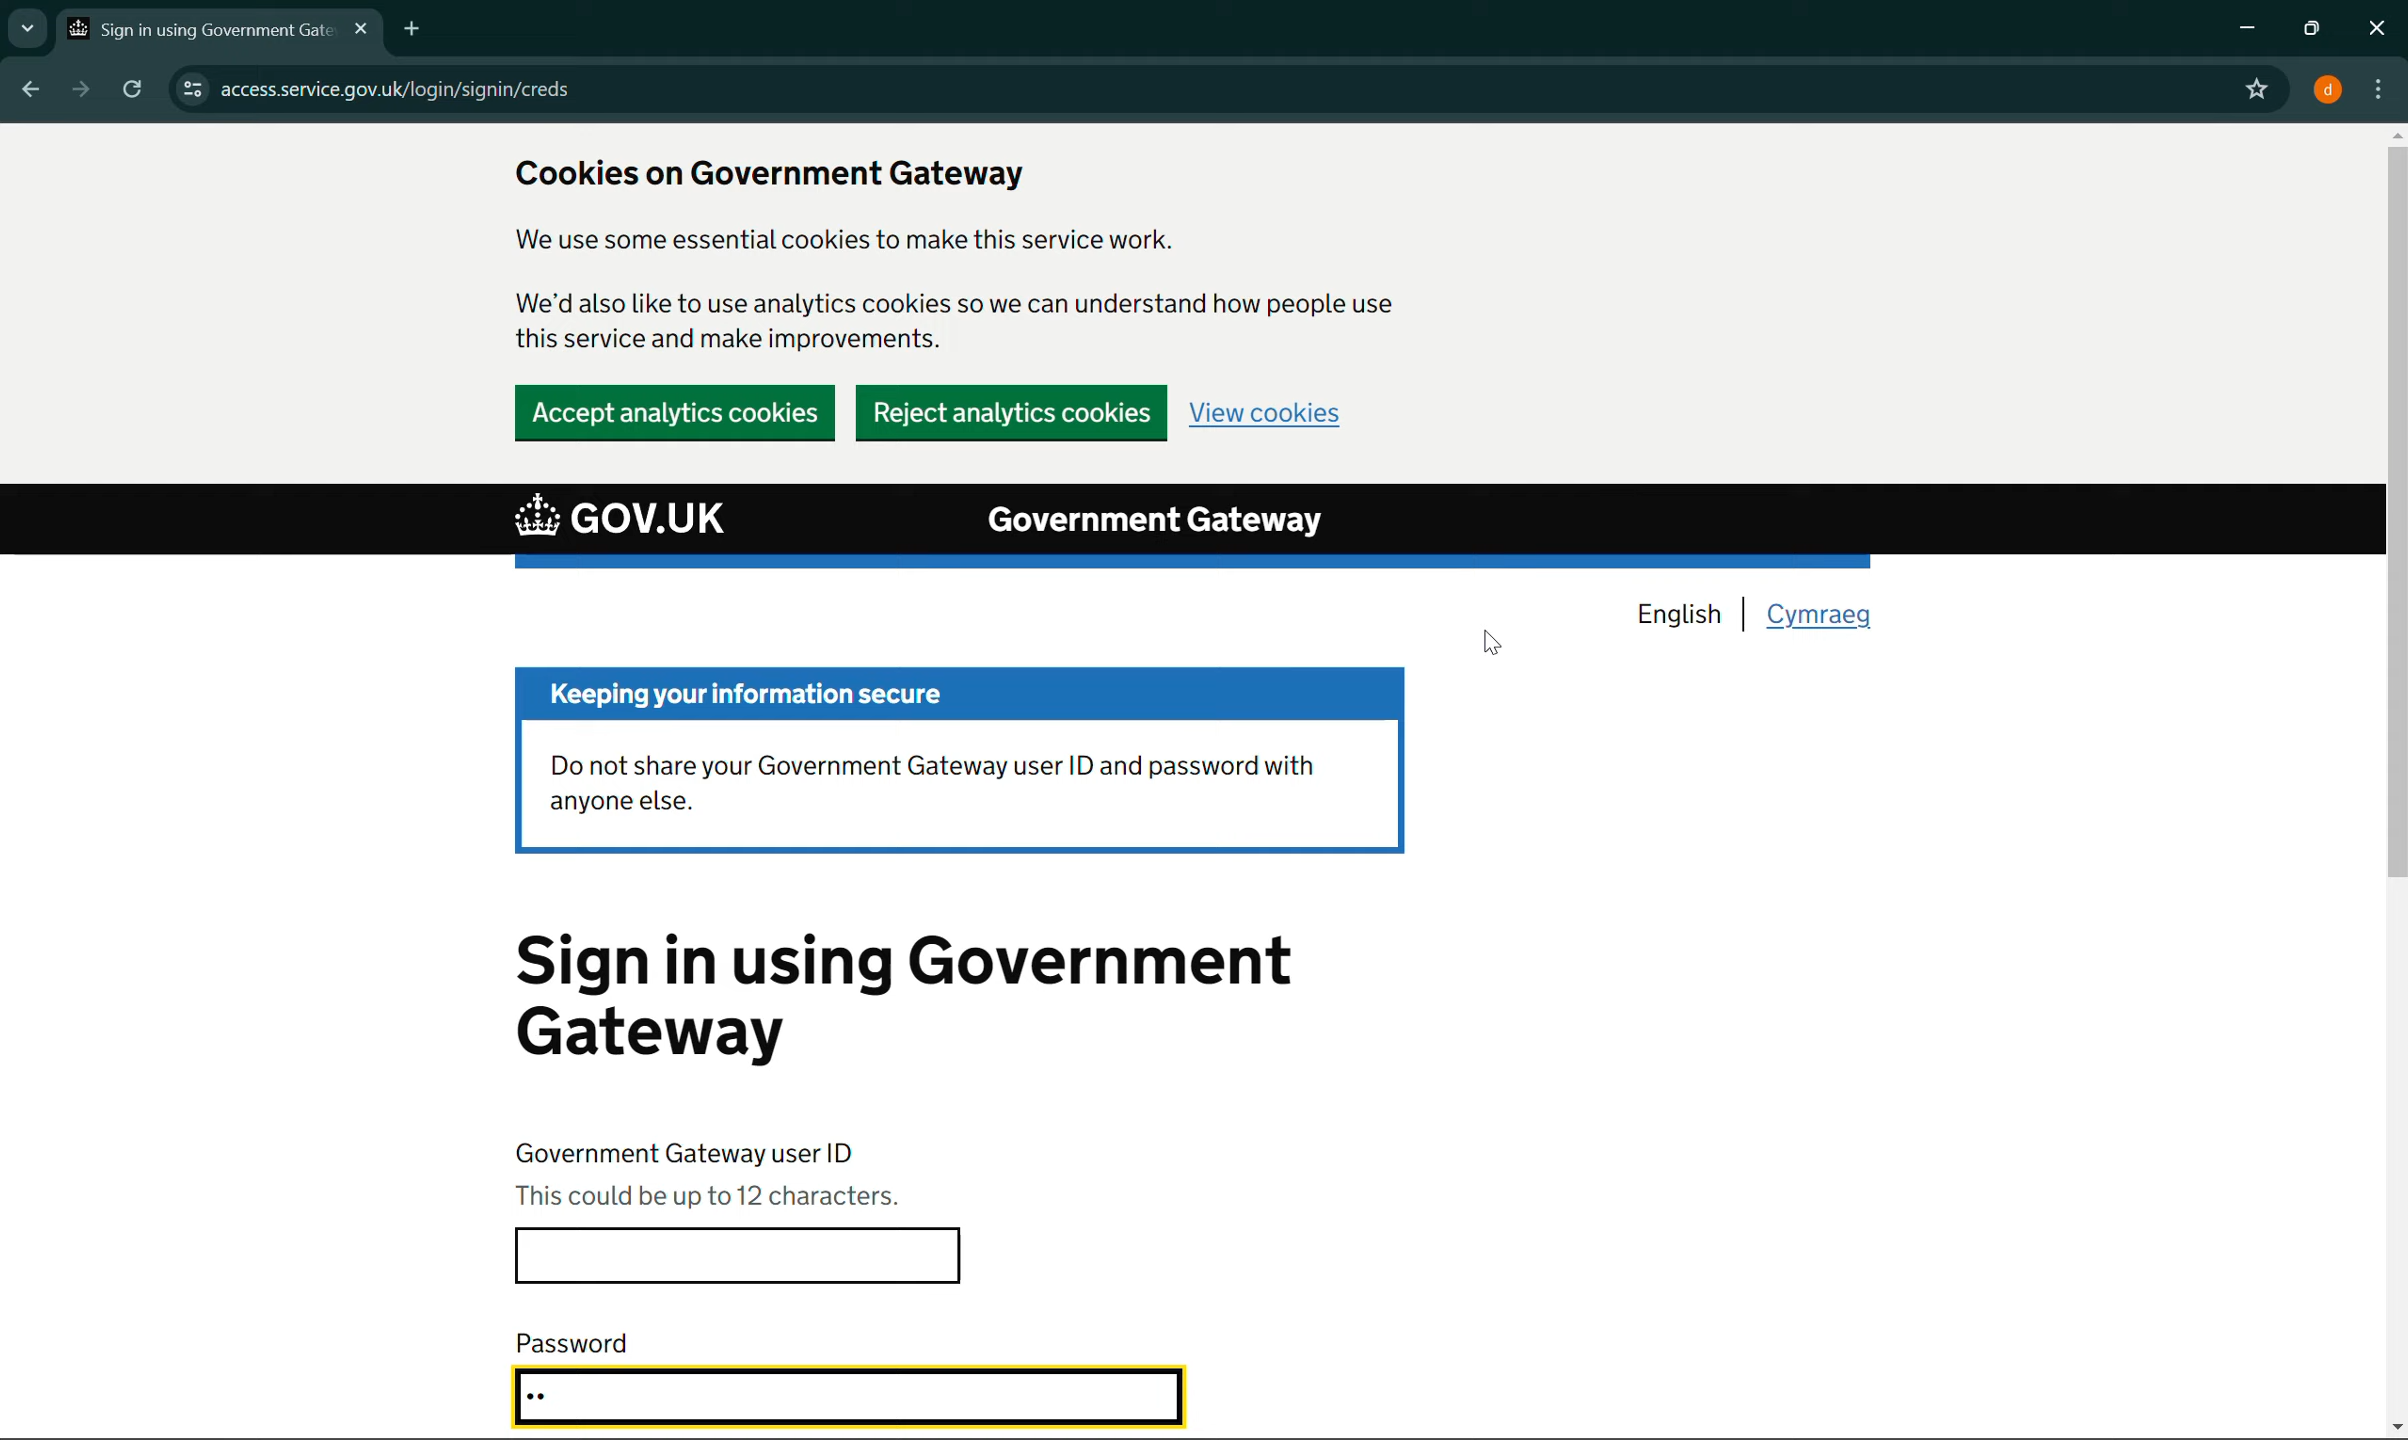 Sign in using Government Gate
access.service.gov.uk/login/signin/creds
d
Cookies on Government Gateway
We use some essential cookies to make this service work.
We'd also like to use analytics cookies so we can understand how people use
this service and make improvements.
Accept analytics cookies
Reject analytics cookies
View cookies
GOV.UK
Government Gateway
English
Cymraeg
Keeping your information secure
Do not share your Government Gateway user ID and password with
anyone else.
Sign in using Government
Gateway
Government Gateway user ID
This could be up to 12 characters.
Password